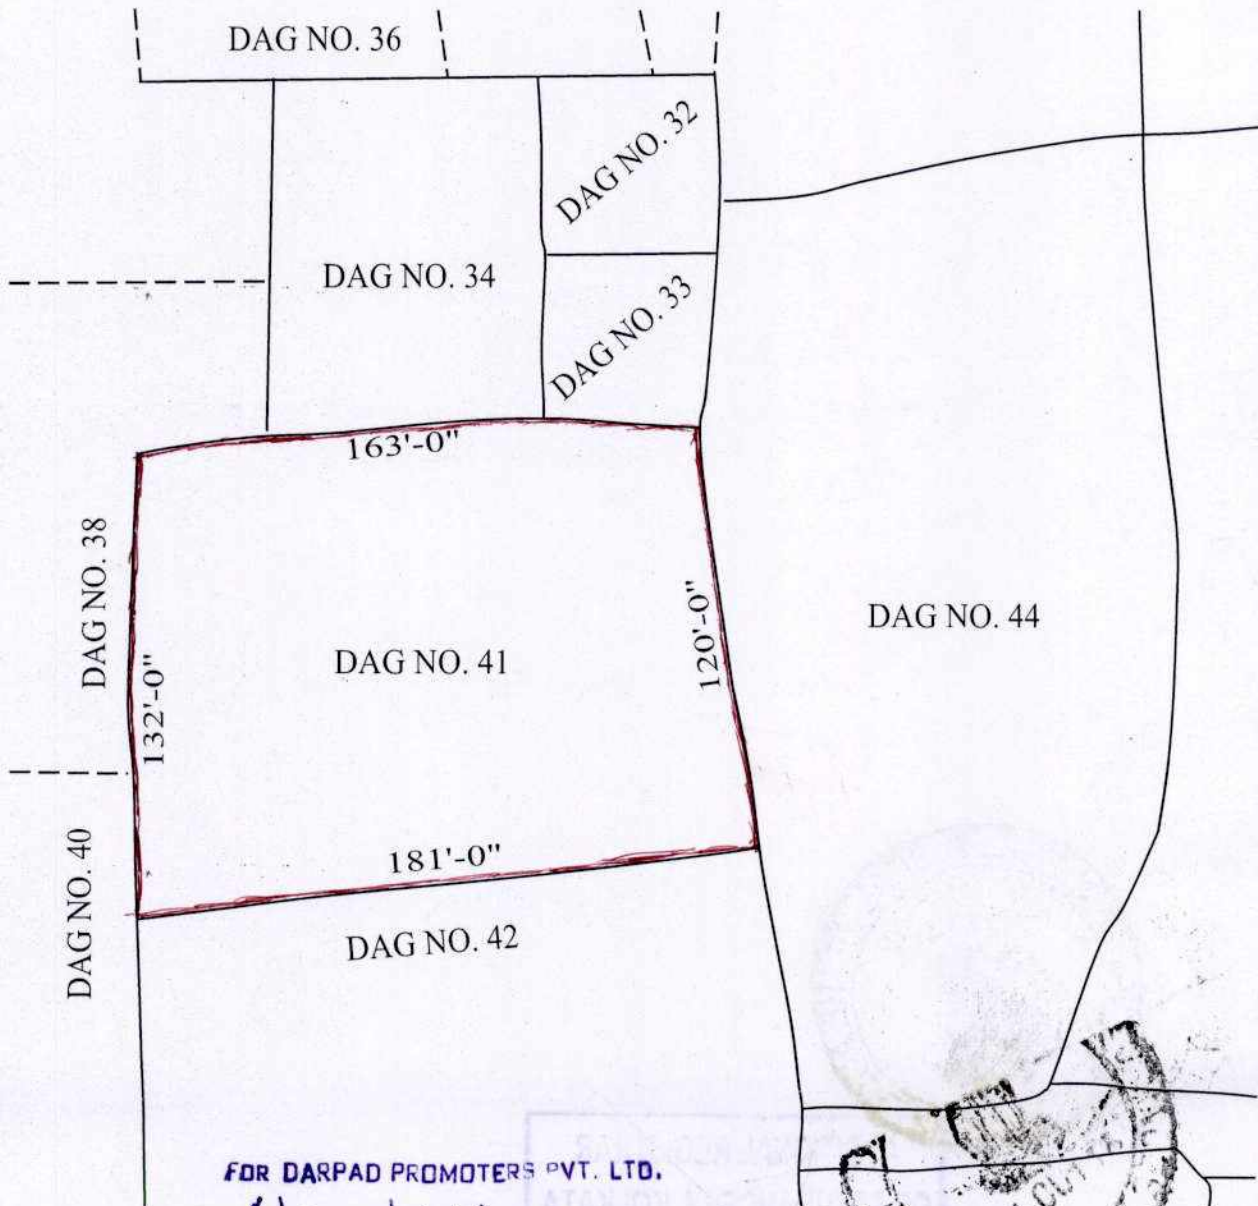 DAG NO. 36
DAG NO. 32
DAG NO. 34
DAG NO. 33
163'-0"
DAG NO. 38
132'-0"
DAG NO. 41
120'-0"
DAG NO. 44
181'-0"
DAG NO. 40
DAG NO. 42
FOR DARPAD PROMOTERS PVT. LTD.